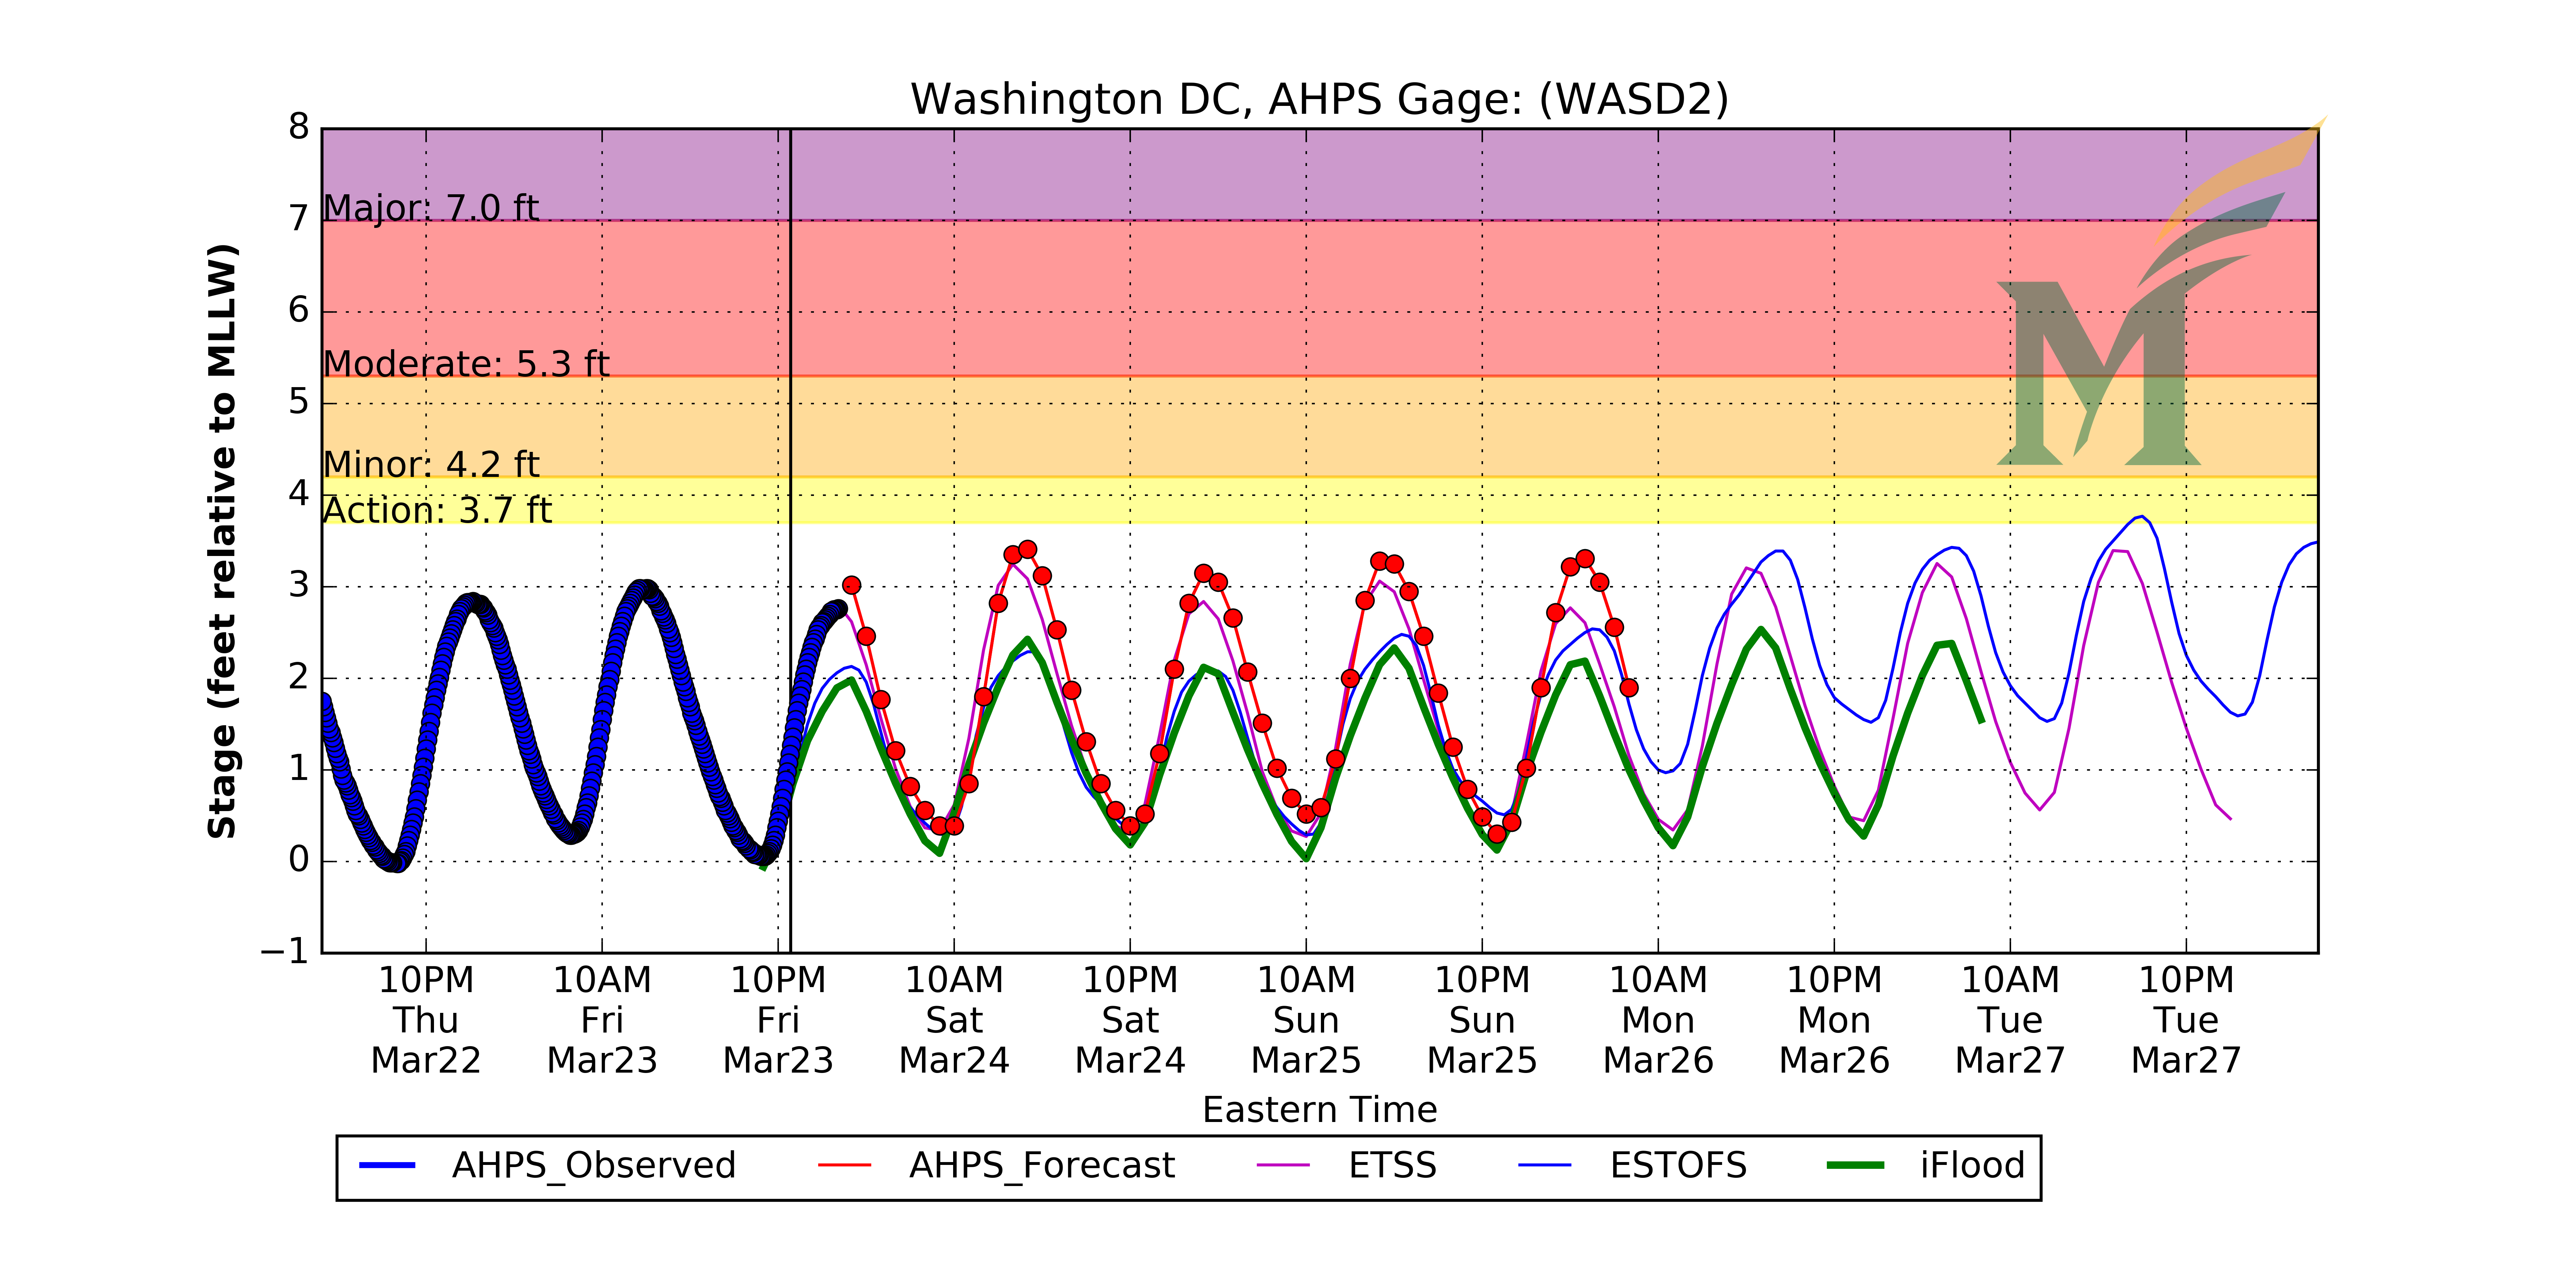 Washington DC, AHPS Gage: (WASD2)
Stage (feet relative to MLLW)
8
7
6
5
4
3
2
1
0
−1
Major: 7.0 ft
Moderate: 5.3 ft
Minor: 4.2 ft
Action: 3.7 ft
M
10PM 10AM 10PM 10AM 10PM 10AM 10PM 10AM 10PM 10AM 10PM
Thu Fri Fri Sat Sat Sun Sun Mon Mon Tue Tue
Mar22 Mar23 Mar23 Mar24 Mar24 Mar25 Mar25 Mar26 Mar26 Mar27 Mar27
Eastern Time
AHPS_Observed AHPS_Forecast ETSS ESTOFS iFlood